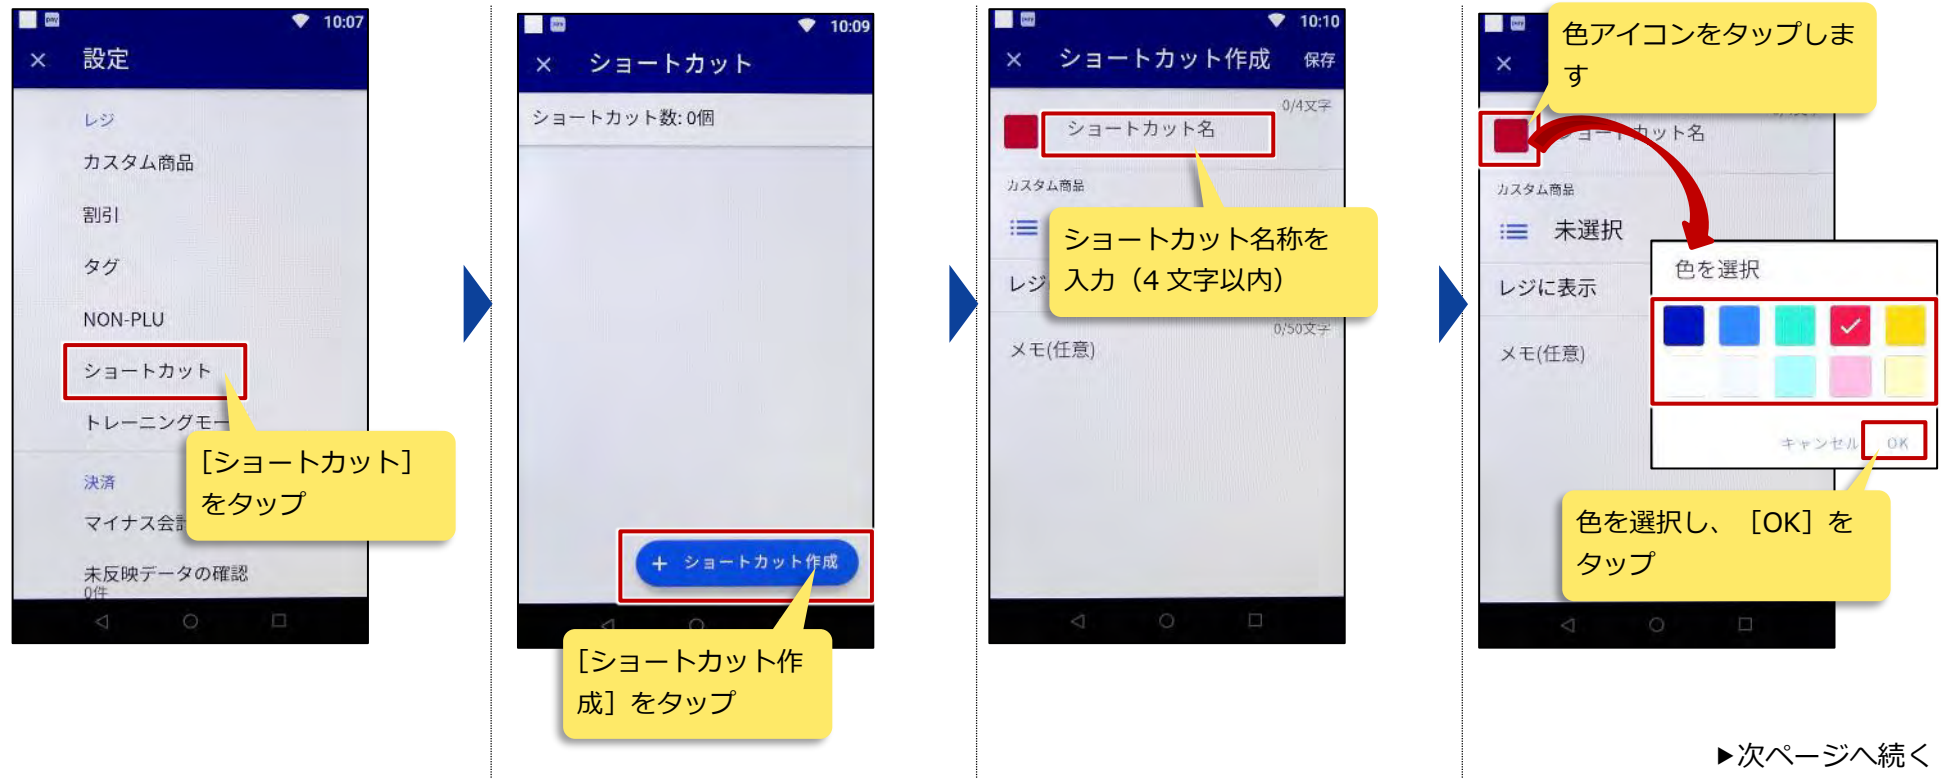 10:07
× 設定
レジ
カスタム商品
割引
タグ
NON-PLU
ショートカット
トレーニングモー
[ショートカット]
をタップ
決済
マイナス会計
未反映データの確認
0件
10:09
× ショートカット
ショートカット数: 0個
+ ショートカット作成
[ショートカット作
成] をタップ
10:10
× ショートカット作成 保存
0/4文字
ショートカット名
カスタム商品
ショートカット名称を
入力（4 文字以内）
レジ
0/50文字
メモ(任意)
色アイコンをタップしま
す
×
ショートカット名
カスタム商品
未選択
レジに表示
メモ(任意)
色を選択
キャンセル OK
色を選択し、［OK］を
タップ
▶次ページへ続く